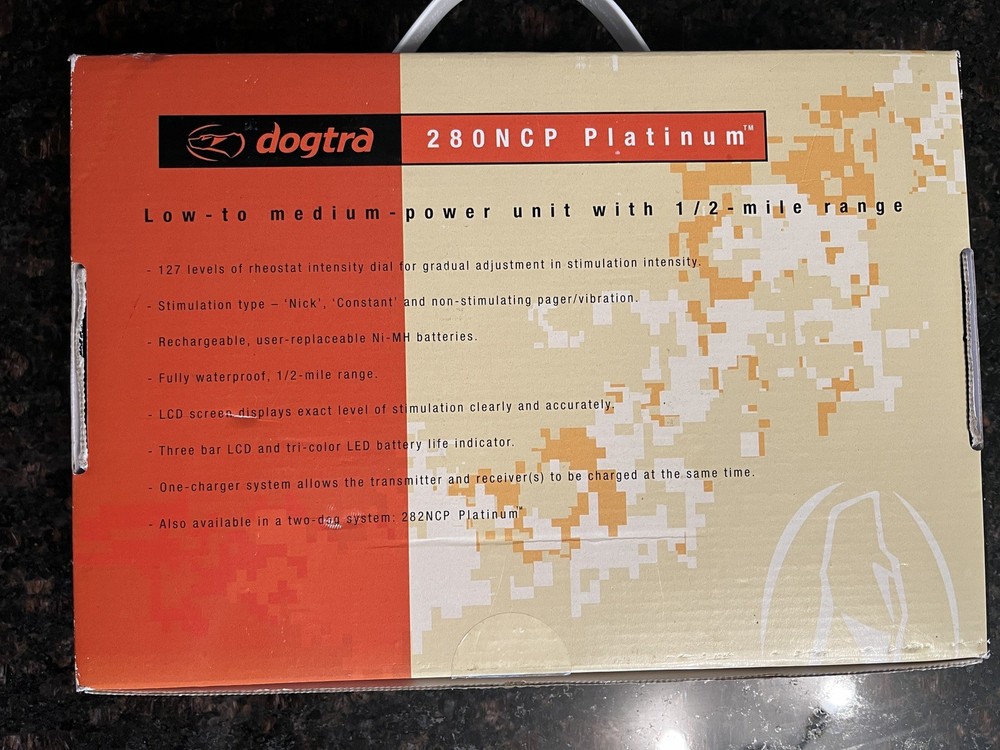 dogtra 280NCP Platinum™
Low-to medium-power unit with 1/2-mile range
- 127 levels of rheostat intensity dial for gradual adjustment in stimulation intensity.
- Stimulation type – ‘Nick’, ‘Constant’ and non-stimulating pager/vibration.
- Rechargeable, user-replaceable Ni-MH batteries.
- Fully waterproof, 1/2-mile range.
- LCD screen displays exact level of stimulation clearly and accurately.
- Three bar LCD and tri-color LED battery life indicator.
- One-charger system allows the transmitter and receiver(s) to be charged at the same time.
- Also available in a two-dog system: 282NCP Platinum™